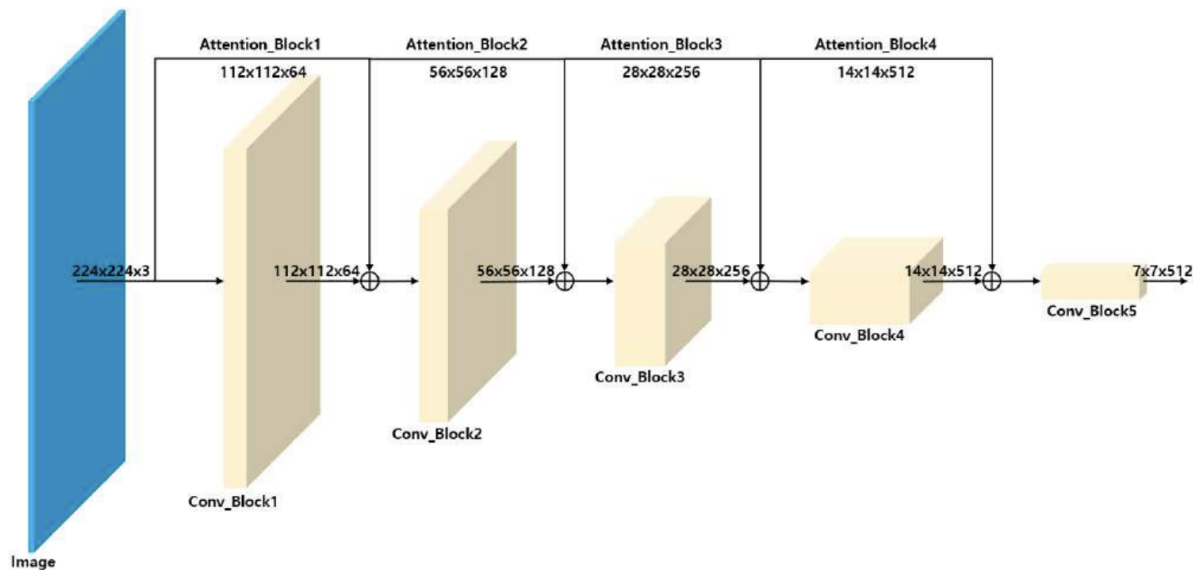 Attention_Block1 Attention_Block2 Attention_Block3 Attention_Block4
112x112x64 56x56x128 28x28x256 14x14x512
224x224x3 112x112x64 56x56x128 28x28x256 14x14x512 7x7x512
Conv_Block5
Conv_Block4
Conv_Block3
Conv_Block2
Conv_Block1
Image